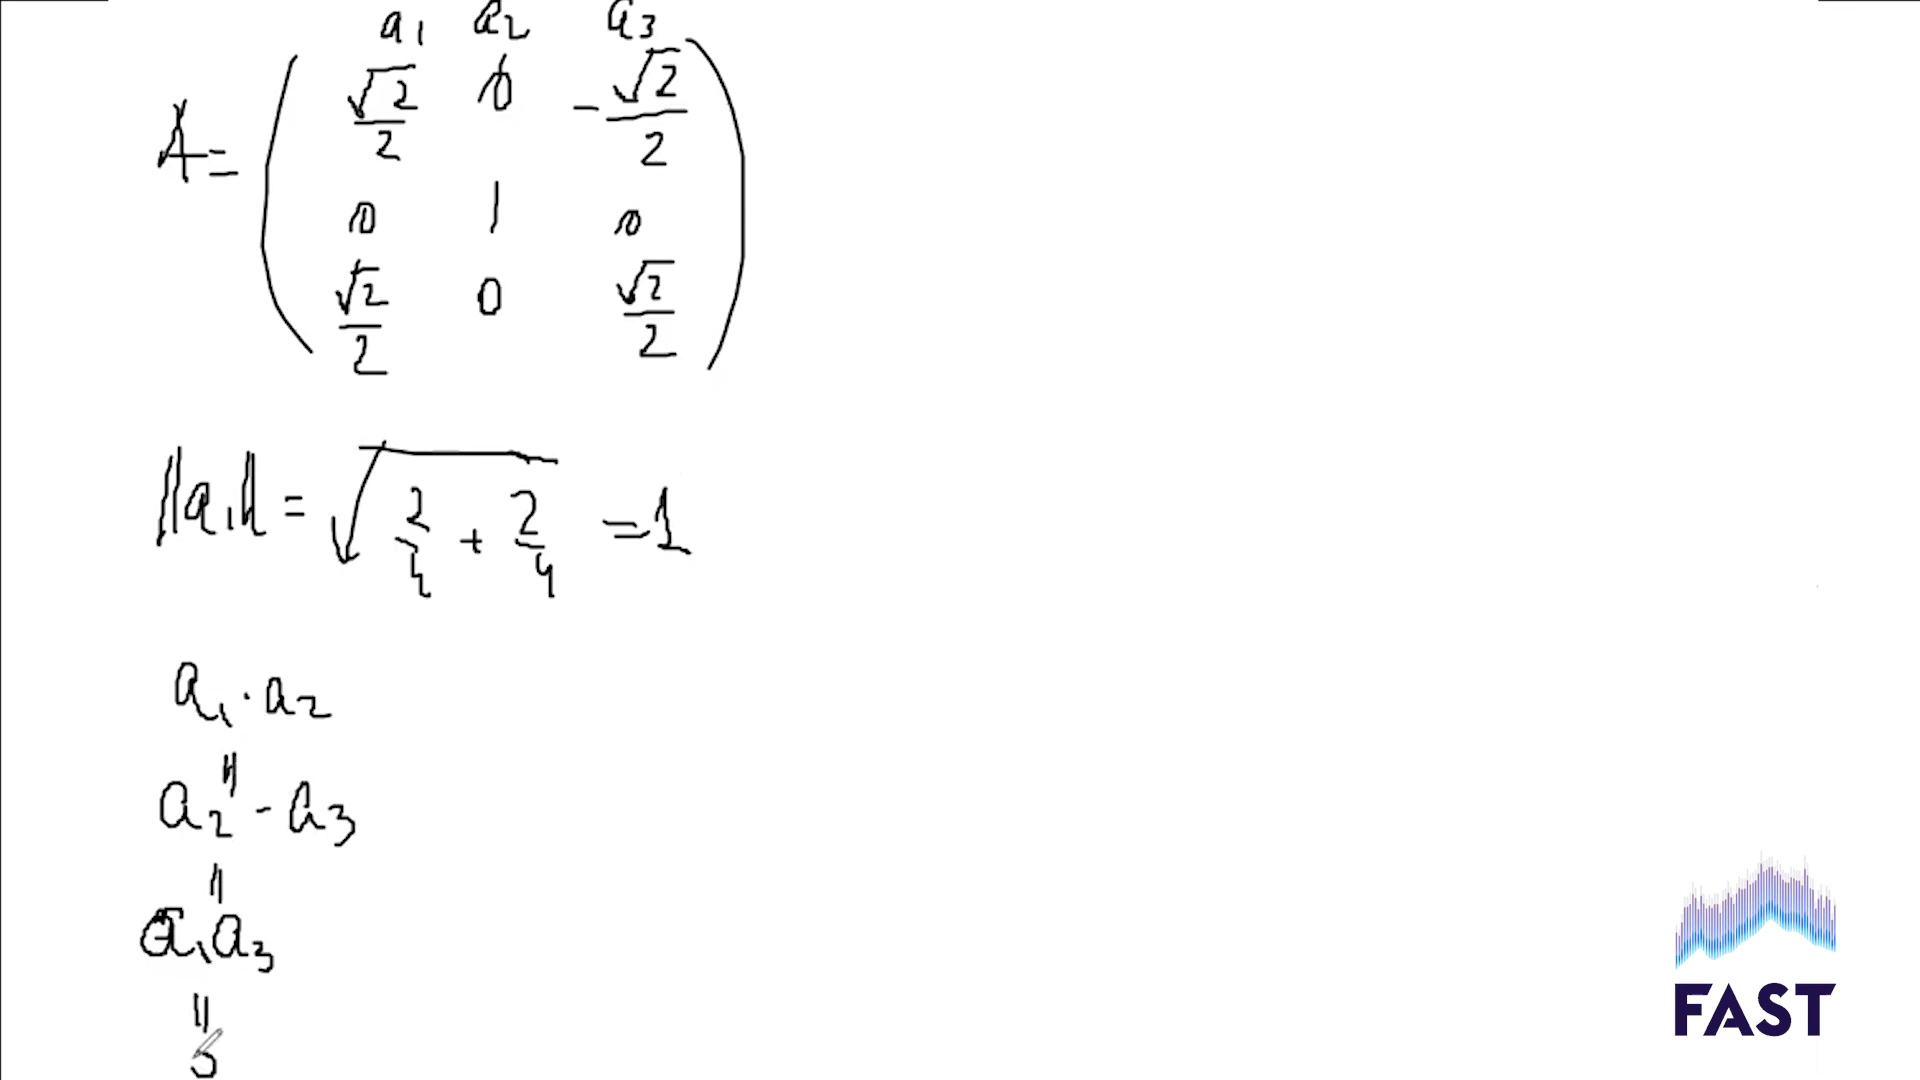 a1 a2 a3
A = ( √2/2 0 -√2/2
0 1 0
√2/2 0 √2/2 )
||a1|| = √(2/4 + 2/4) = 1
a1 · a2
=
a2 - a3
=
a1 a3
=
FAST